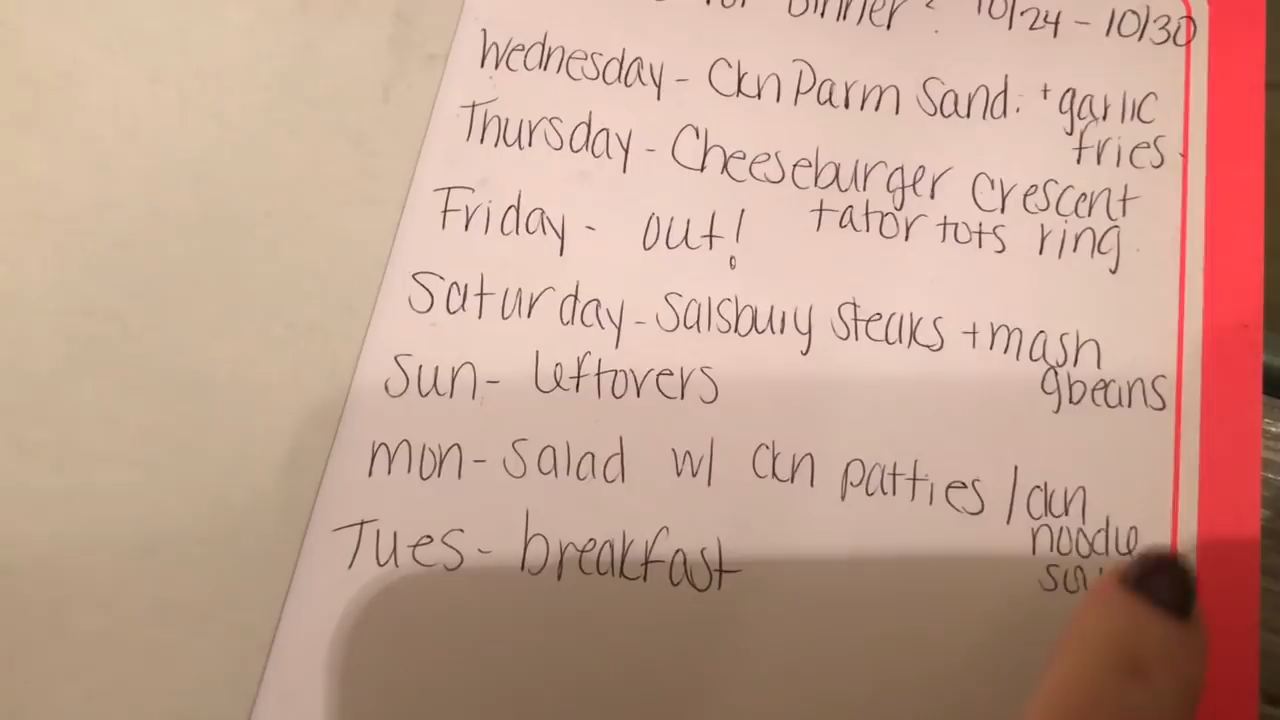 for Dinner? 10/24 - 10/30
Wednesday - Ckn Parm Sand. + garlic
fries
Thursday - Cheeseburger crescent
tator tots ring
Friday - out!
Saturday - Salsbury steaks + mash
gbeans
Sun - leftovers
mon - Salad w/ ckn patties / ckn
noodle
Tues - breakfast